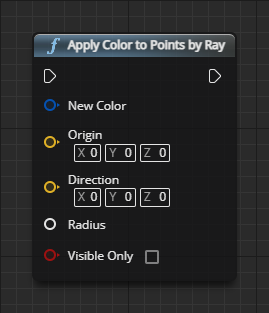 f Apply Color to Points by Ray
New Color
Origin
X 0 Y 0 Z 0
Direction
X 0 Y 0 Z 0
Radius
Visible Only